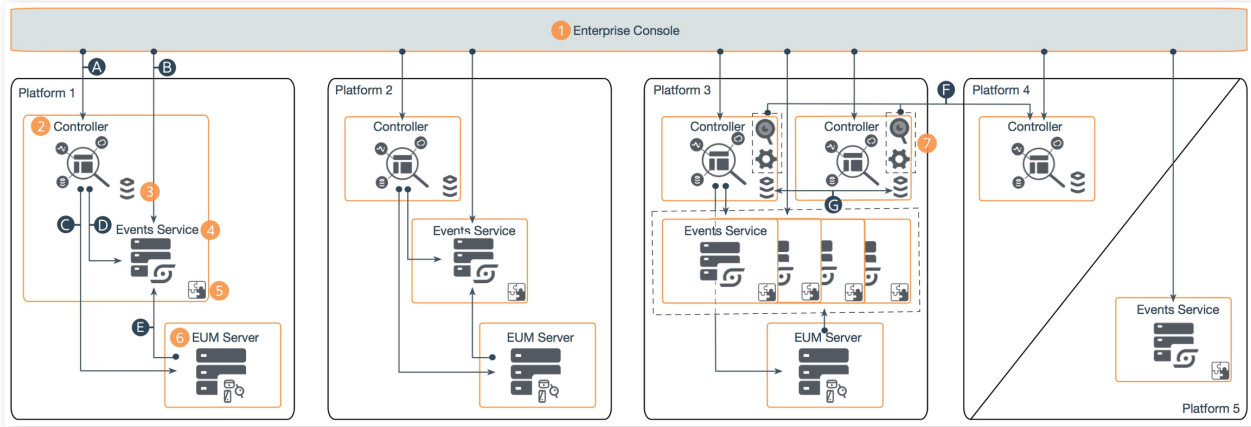 1 Enterprise Console
A
B
Platform 1
2 Controller
3
C
D
Events Service 4
5
E
6 EUM Server
Platform 2
Controller
Events Service
EUM Server
Platform 3
Controller
Controller
7
G
Events Service
EUM Server
F
Platform 4
Controller
Events Service
Platform 5